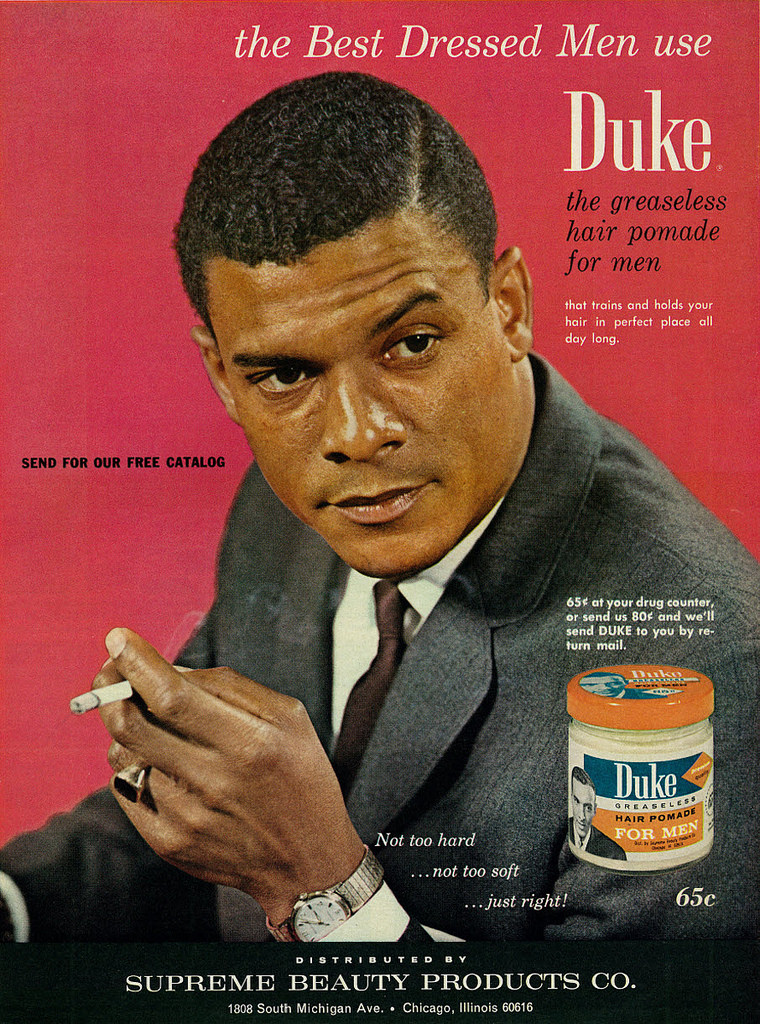 the Best Dressed Men use
Duke®
the greaseless
hair pomade
for men
that trains and holds your
hair in perfect place all
day long.
SEND FOR OUR FREE CATALOG
65¢ at your drug counter,
or send us 80¢ and we'll
send DUKE to you by re-
turn mail.
Duke
FOR MEN
Duke
GREASELESS
HAIR POMADE
FOR MEN
Not too hard
...not too soft
...just right!
65c
DISTRIBUTED BY
SUPREME BEAUTY PRODUCTS CO.
1808 South Michigan Ave. • Chicago, Illinois 60616